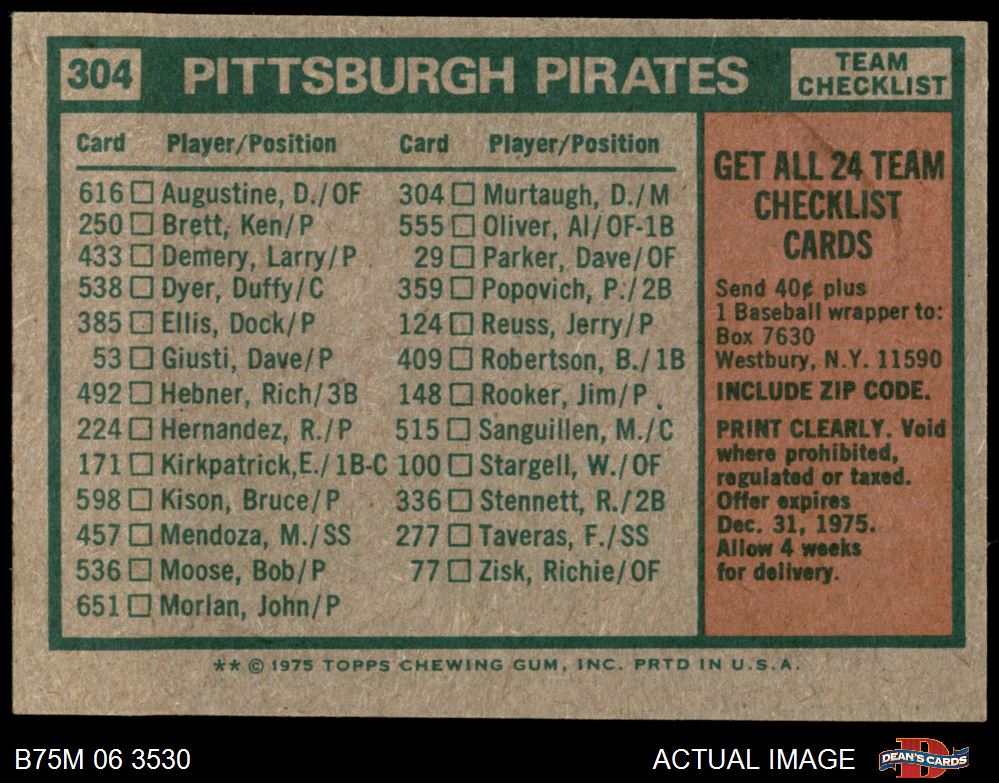 304 PITTSBURGH PIRATES TEAM CHECKLIST
Card Player/Position Card Player/Position
616 □ Augustine, D./OF 304 □ Murtaugh, D./M
250 □ Brett, Ken/P 555 □ Oliver, Al/OF-1B
433 □ Demery, Larry/P 29 □ Parker, Dave/OF
538 □ Dyer, Duffy/C 359 □ Popovich, P./2B
385 □ Ellis, Dock/P 124 □ Reuss, Jerry/P
53 □ Giusti, Dave/P 409 □ Robertson, B./1B
492 □ Hebner, Rich/3B 148 □ Rooker, Jim/P
224 □ Hernandez, R./P 515 □ Sanguillen, M./C
171 □ Kirkpatrick,E./1B-C 100 □ Stargell, W./OF
598 □ Kison, Bruce/P 336 □ Stennett, R./2B
457 □ Mendoza, M./SS 277 □ Taveras, F./SS
536 □ Moose, Bob/P 77 □ Zisk, Richie/OF
651 □ Morlan, John/P
GET ALL 24 TEAM
CHECKLIST
CARDS
Send 40¢ plus
1 Baseball wrapper to:
Box 7630
Westbury, N.Y. 11590
INCLUDE ZIP CODE.
PRINT CLEARLY. Void
where prohibited,
regulated or taxed.
Offer expires
Dec. 31, 1975.
Allow 4 weeks
for delivery.
** © 1975 TOPPS CHEWING GUM, INC. PRTD IN U.S.A.
B75M 06 3530 ACTUAL IMAGE DEAN'S CARDS